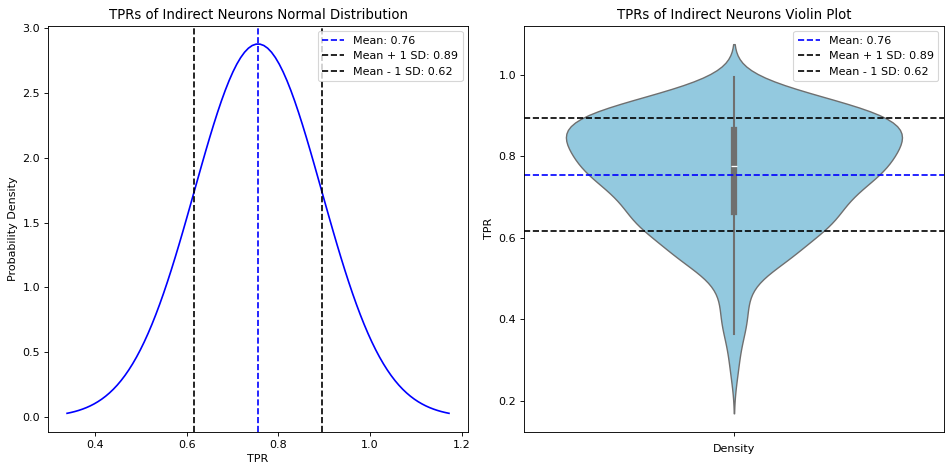 TPRs of Indirect Neurons Normal Distribution
Mean: 0.76
Mean + 1 SD: 0.89
Mean - 1 SD: 0.62
Probability Density
3.0
2.5
2.0
1.5
1.0
0.5
0.0
0.4 0.6 0.8 1.0 1.2
TPR
TPRs of Indirect Neurons Violin Plot
Mean: 0.76
Mean + 1 SD: 0.89
Mean - 1 SD: 0.62
TPR
1.0
0.8
0.6
0.4
0.2
Density